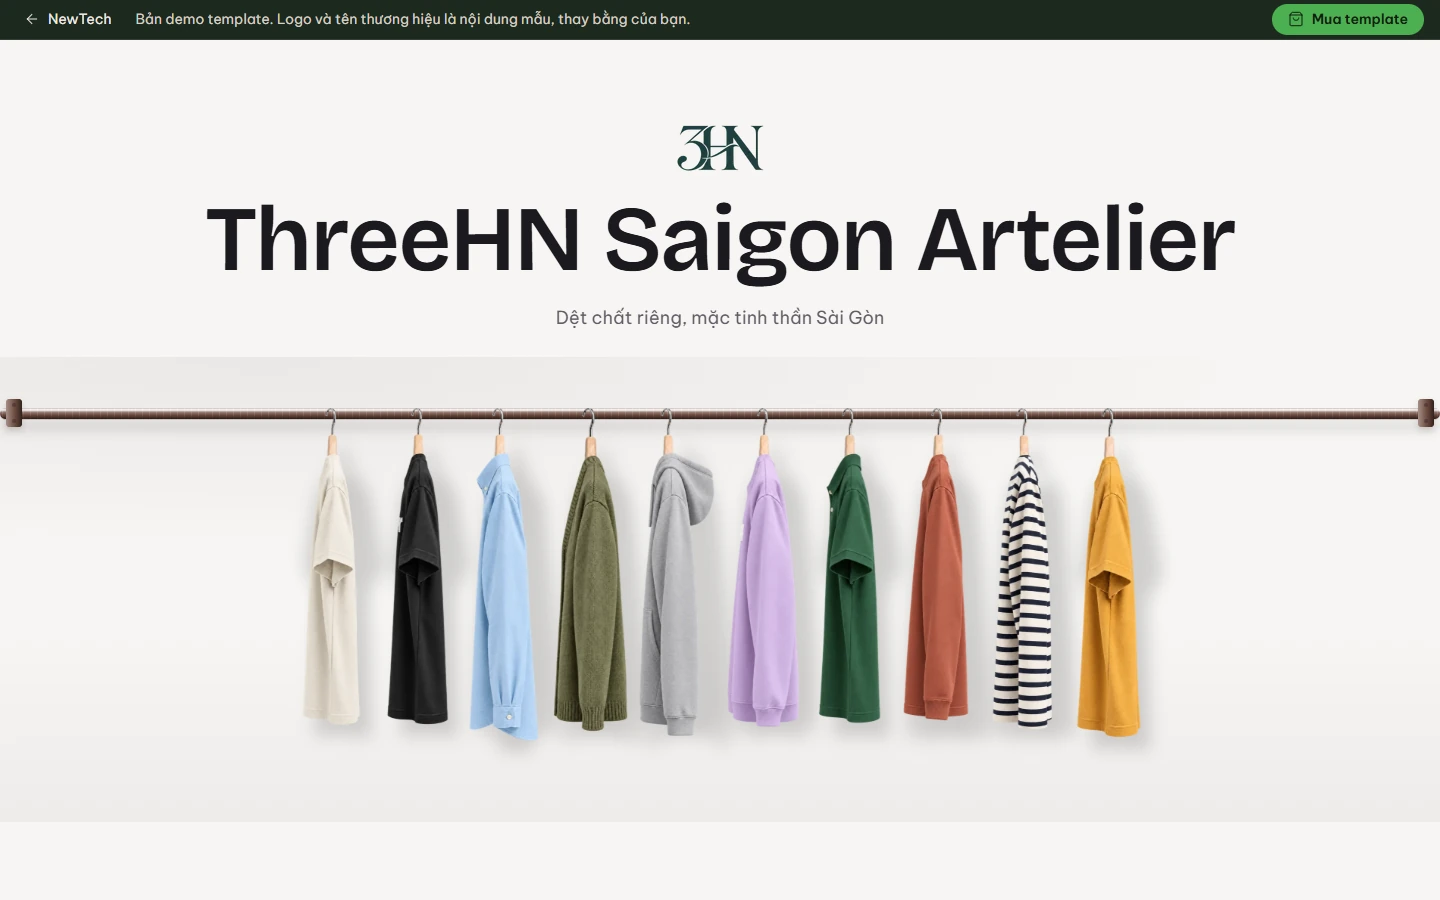 NewTech
Bản demo template. Logo và tên thương hiệu là nội dung mẫu, thay bằng của bạn.
Mua template
3HN
ThreeHN Saigon Artelier
Dệt chất riêng, mặc tinh thần Sài Gòn